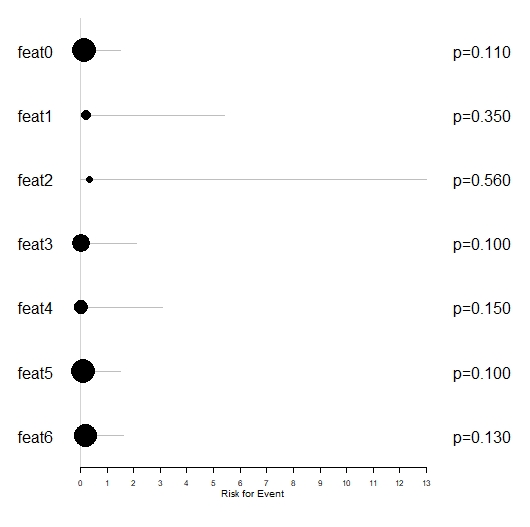 feat0 p=0.110
feat1 p=0.350
feat2 p=0.560
feat3 p=0.100
feat4 p=0.150
feat5 p=0.100
feat6 p=0.130
0 1 2 3 4 5 6 7 8 9 10 11 12 13
Risk for Event